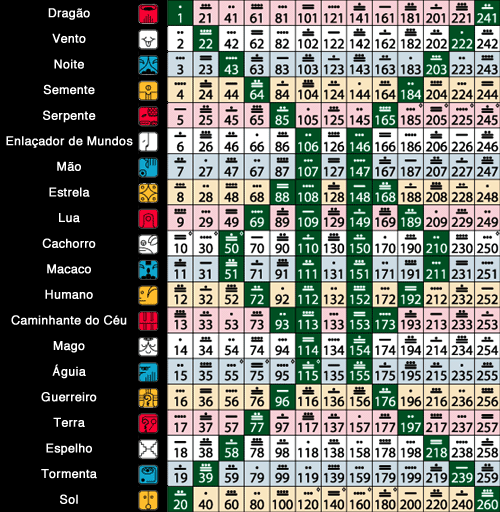 Dragão 1 21 41 61 81 101 121 141 161 181 201 221 241
Vento 2 22 42 62 82 102 122 142 162 182 202 222 242
Noite 3 23 43 63 83 103 123 143 163 183 203 223 243
Semente 4 24 44 64 84 104 124 144 164 184 204 224 244
Serpente 5 25 45 65 85 105 125 145 165 185 205 225 245
Enlaçador de Mundos 6 26 46 66 86 106 126 146 166 186 206 226 246
Mão 7 27 47 67 87 107 127 147 167 187 207 227 247
Estrela 8 28 48 68 88 108 128 148 168 188 208 228 248
Lua 9 29 49 69 89 109 129 149 169 189 209 229 249
Cachorro 10 30 50 70 90 110 130 150 170 190 210 230 250
Macaco 11 31 51 71 91 111 131 151 171 191 211 231 251
Humano 12 32 52 72 92 112 132 152 172 192 212 232 252
Caminhante do Céu 13 33 53 73 93 113 133 153 173 193 213 233 253
Mago 14 34 54 74 94 114 134 154 174 194 214 234 254
Águia 15 35 55 75 95 115 135 155 175 195 215 235 255
Guerreiro 16 36 56 76 96 116 136 156 176 196 216 236 256
Terra 17 37 57 77 97 117 137 157 177 197 217 237 257
Espelho 18 38 58 78 98 118 138 158 178 198 218 238 258
Tormenta 19 39 59 79 99 119 139 159 179 199 219 239 259
Sol 20 40 60 80 100 120 140 160 180 200 220 240 260